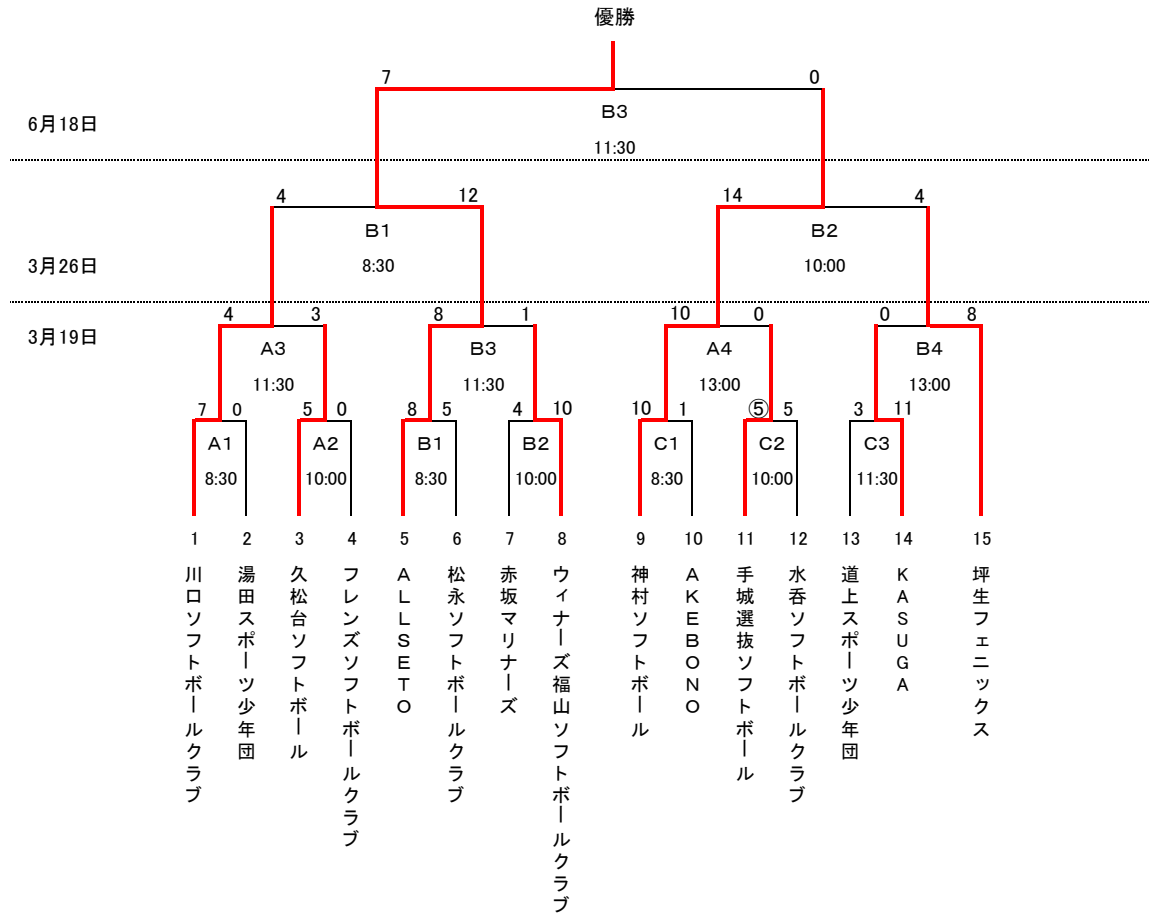 優勝
7 0
B3
6月18日
11:30
4 12 14 4
B1 B2
3月26日 8:30 10:00
4 3 8 1 10 0 0 8
3月19日
A3 B3 A4 B4
11:30 11:30 13:00 13:00
7 0 5 0 8 5 4 10 10 1 ⑤ 5 3 11
A1 A2 B1 B2 C1 C2 C3
8:30 10:00 8:30 10:00 8:30 10:00 11:30
1 2 3 4 5 6 7 8 9 10 11 12 13 14 15
川口ソフトボールクラブ
湯田スポーツ少年団
久松台ソフトボール
フレンズソフトボールクラブ
ALLSETO
松永ソフトボールクラブ
赤坂マリナーズ
ウィナーズ福山ソフトボールクラブ
神村ソフトボール
AKEBONO
手城選抜ソフトボール
水呑ソフトボールクラブ
道上スポーツ少年団
KASUGA
坪生フェニックス